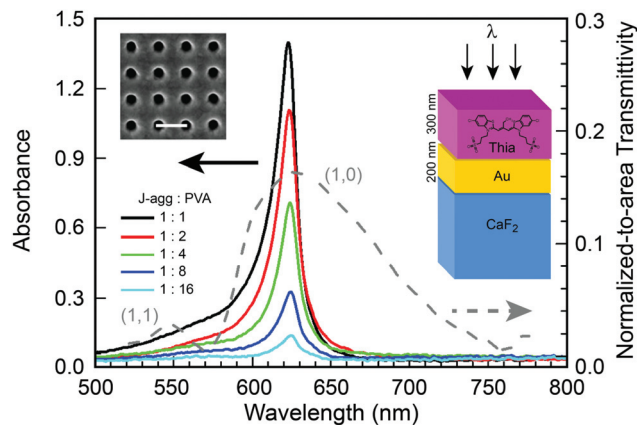 1.5
1.2
0.9
0.6
0.3
0.0
Absorbance
J-agg : PVA
1 : 1
1 : 2
1 : 4
1 : 8
1 : 16
(1,1)
(1,0)
λ
300 nm
200 nm
Thia
Au
CaF2
0.3
0.2
0.1
0.0
Normalized-to-area Transmittivity
500 550 600 650 700 750 800
Wavelength (nm)